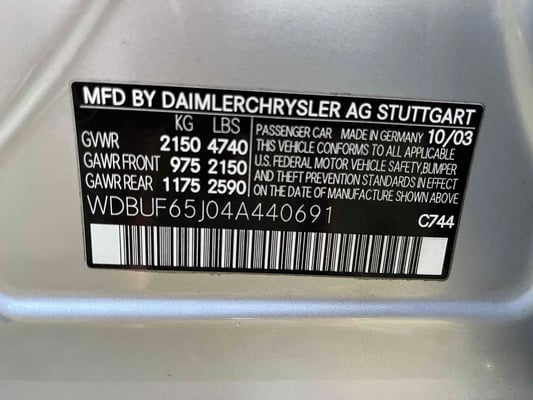 MFD BY DAIMLERCHRYSLER AG STUTTGART
KG LBS
GVWR 2150 4740
GAWR FRONT 975 2150
GAWR REAR 1175 2590
PASSENGER CAR MADE IN GERMANY 10/03
THIS VEHICLE CONFORMS TO ALL APPLICABLE
U.S. FEDERAL MOTOR VEHICLE SAFETY, BUMPER
AND THEFT PREVENTION STANDARDS IN EFFECT
ON THE DATE OF MANUFACTURE SHOWN ABOVE
WDBUF65J04A440691
C744